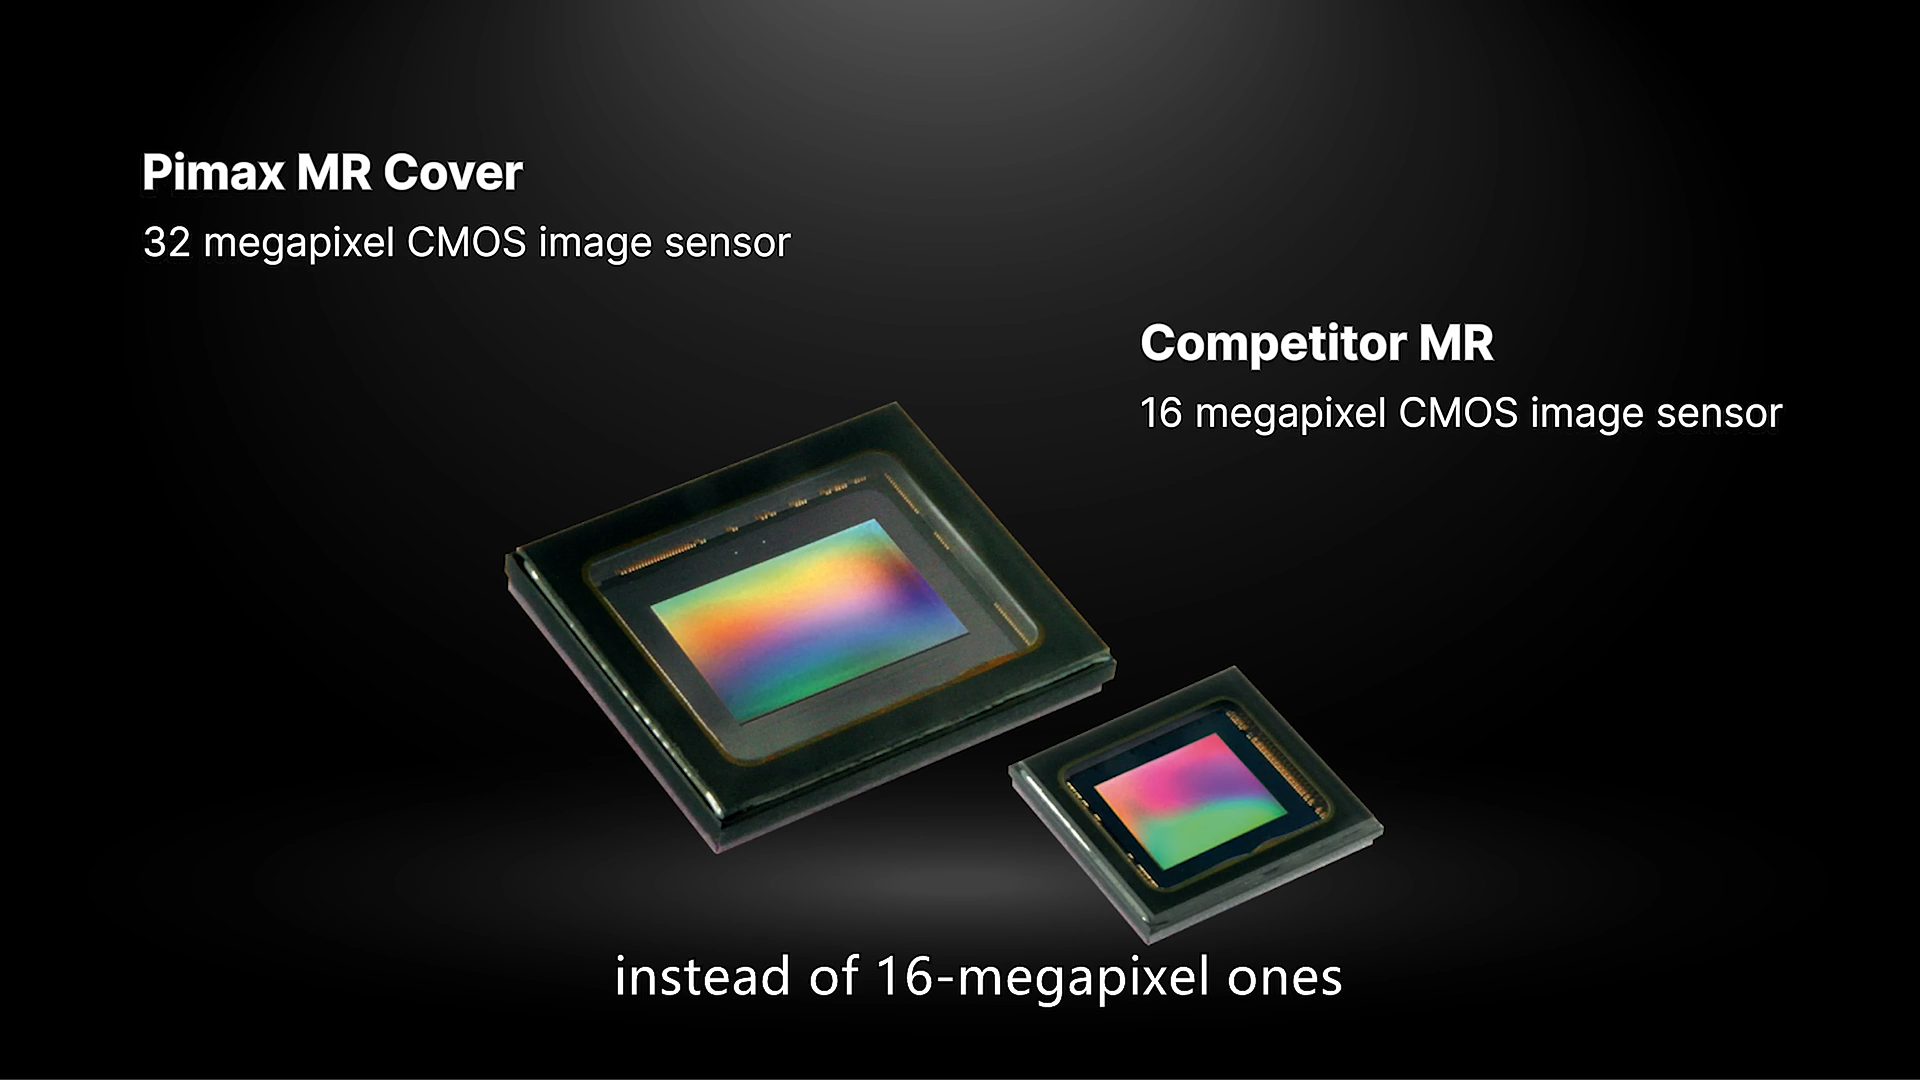 Pimax MR Cover
32 megapixel CMOS image sensor
Competitor MR
16 megapixel CMOS image sensor
instead of 16-megapixel ones